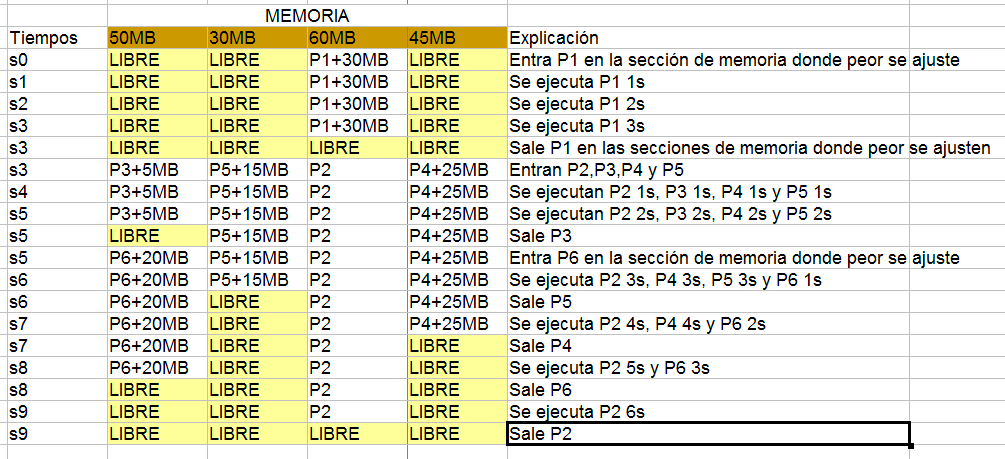 MEMORIA
Tiempos 50MB 30MB 60MB 45MB Explicación
s0 LIBRE LIBRE P1+30MB LIBRE Entra P1 en la sección de memoria donde peor se ajuste
s1 LIBRE LIBRE P1+30MB LIBRE Se ejecuta P1 1s
s2 LIBRE LIBRE P1+30MB LIBRE Se ejecuta P1 2s
s3 LIBRE LIBRE P1+30MB LIBRE Se ejecuta P1 3s
s3 LIBRE LIBRE LIBRE LIBRE Sale P1 en las secciones de memoria donde peor se ajusten
s3 P3+5MB P5+15MB P2 P4+25MB Entran P2,P3,P4 y P5
s4 P3+5MB P5+15MB P2 P4+25MB Se ejecutan P2 1s, P3 1s, P4 1s y P5 1s
s5 P3+5MB P5+15MB P2 P4+25MB Se ejecutan P2 2s, P3 2s, P4 2s y P5 2s
s5 LIBRE P5+15MB P2 P4+25MB Sale P3
s5 P6+20MB P5+15MB P2 P4+25MB Entra P6 en la sección de memoria donde peor se ajuste
s6 P6+20MB P5+15MB P2 P4+25MB Se ejecuta P2 3s, P4 3s, P5 3s y P6 1s
s6 P6+20MB LIBRE P2 P4+25MB Sale P5
s7 P6+20MB LIBRE P2 P4+25MB Se ejecuta P2 4s, P4 4s y P6 2s
s7 P6+20MB LIBRE P2 LIBRE Sale P4
s8 P6+20MB LIBRE P2 LIBRE Se ejecuta P2 5s y P6 3s
s8 LIBRE LIBRE P2 LIBRE Sale P6
s9 LIBRE LIBRE P2 LIBRE Se ejecuta P2 6s
s9 LIBRE LIBRE LIBRE LIBRE Sale P2